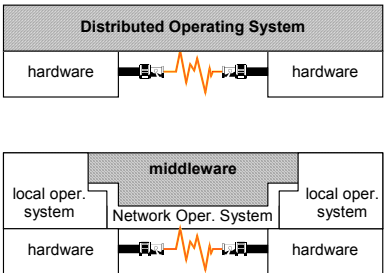 Distributed Operating System
hardware
hardware
middleware
local oper.
system
local oper.
system
Network Oper. System
hardware
hardware